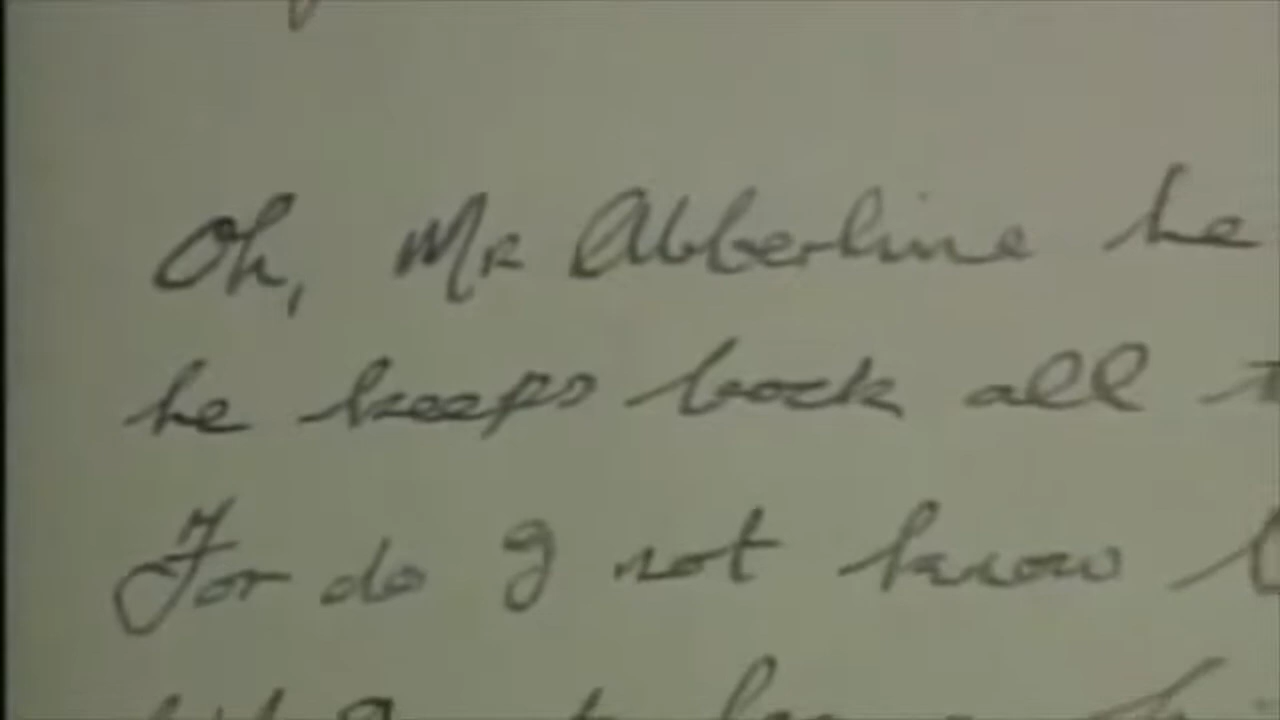 Oh, Mr Abberline he
he keeps back all
For do I not know